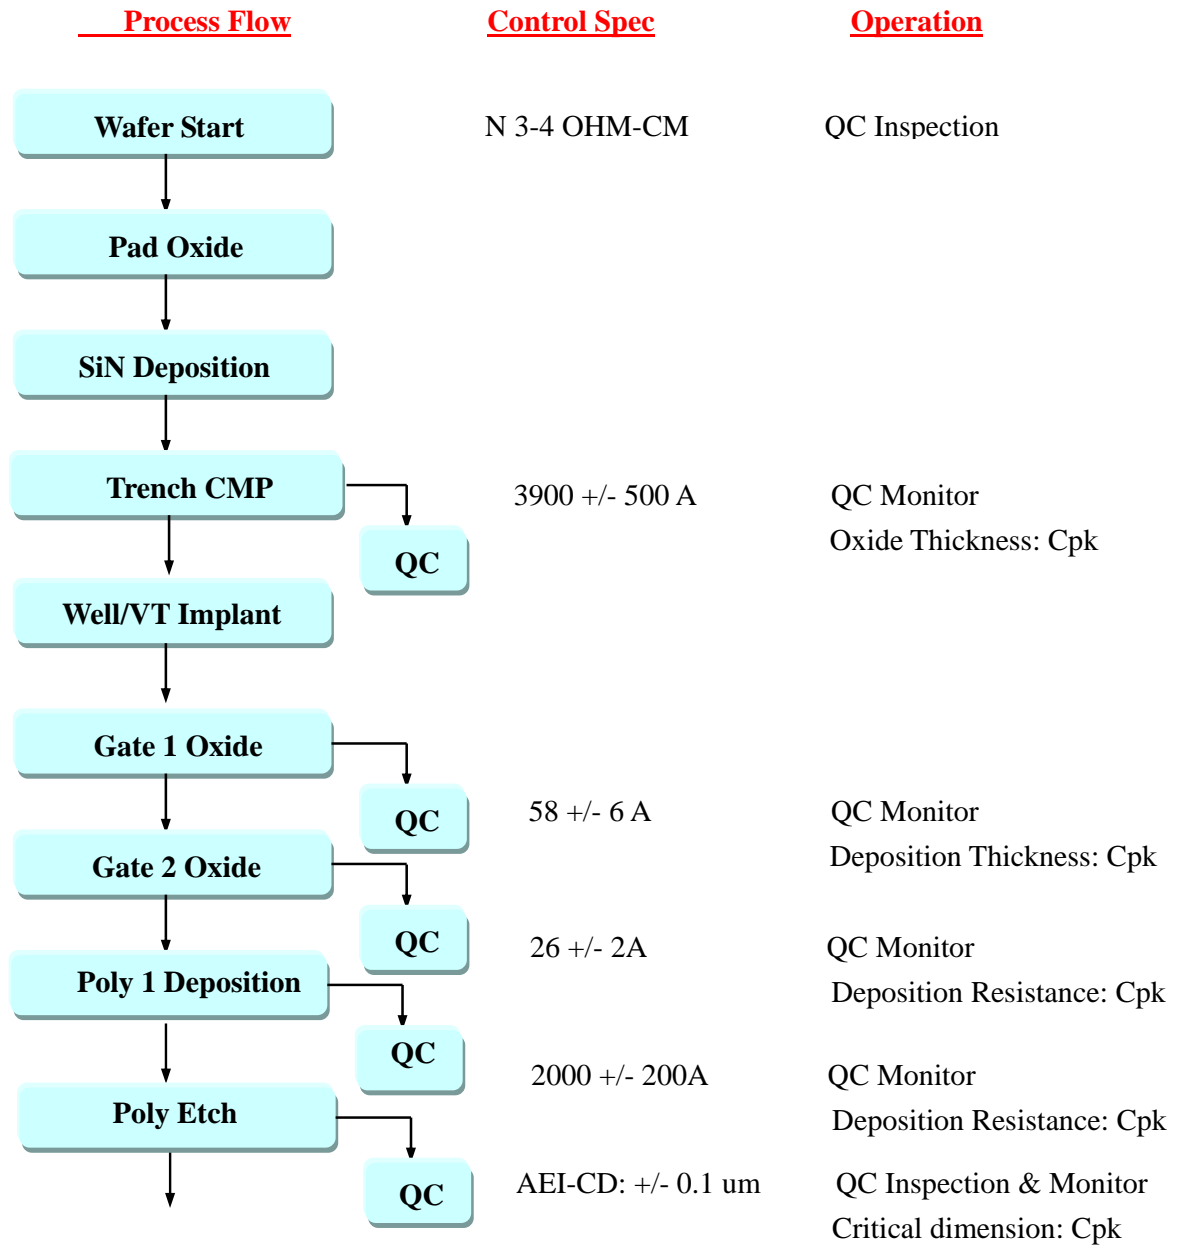 Process Flow Control Spec Operation
Wafer Start N 3-4 OHM-CM QC Inspection
Pad Oxide
SiN Deposition
Trench CMP 3900 +/- 500 A QC Monitor
Oxide Thickness: Cpk
QC
Well/VT Implant
Gate 1 Oxide
QC 58 +/- 6 A QC Monitor
Deposition Thickness: Cpk
Gate 2 Oxide
QC 26 +/- 2A QC Monitor
Deposition Resistance: Cpk
Poly 1 Deposition
QC 2000 +/- 200A QC Monitor
Deposition Resistance: Cpk
Poly Etch
QC AEI-CD: +/- 0.1 um QC Inspection & Monitor
Critical dimension: Cpk